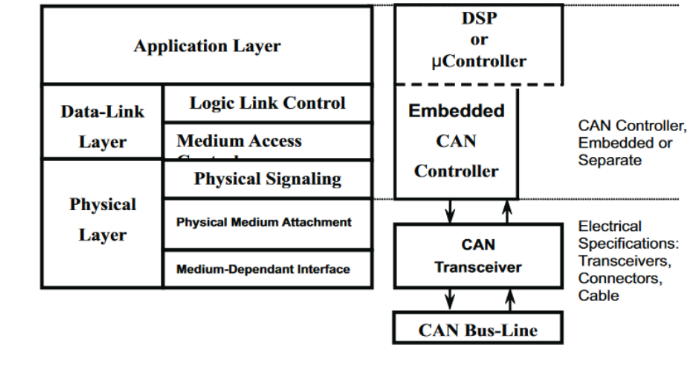 Application Layer
Data-Link
Layer
Logic Link Control
Medium Access
Physical
Layer
Physical Signaling
Physical Medium Attachment
Medium-Dependant Interface
DSP
or
µController
Embedded
CAN
Controller
CAN
Transceiver
CAN Bus-Line
CAN Controller,
Embedded or
Separate
Electrical
Specifications:
Transceivers,
Connectors,
Cable